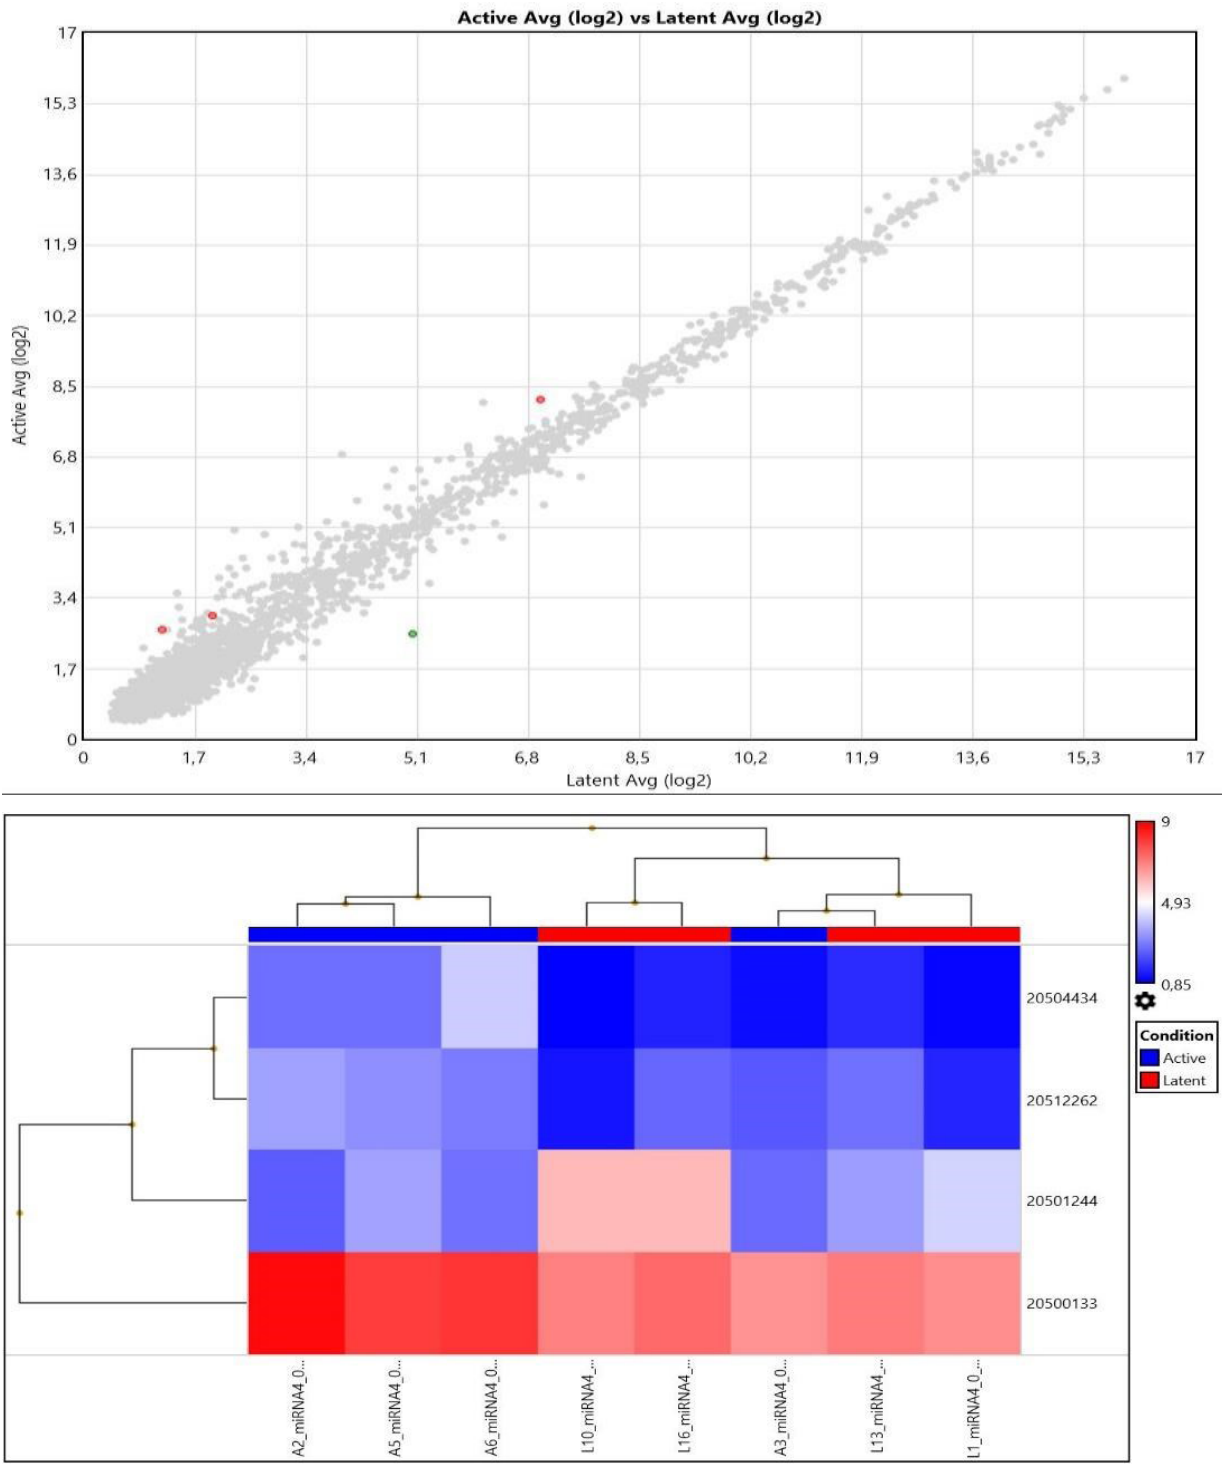 Active Avg (log2) vs Latent Avg (log2)
17
15,3
13,6
11,9
10,2
8,5
6,8
5,1
3,4
1,7
0
Active Avg (log2)
0 1,7 3,4 5,1 6,8 8,5 10,2 11,9 13,6 15,3 17
Latent Avg (log2)
9
4,93
0,85
Condition
Active
Latent
20504434
20512262
20501244
20500133
A2_miRNA4_0...
A5_miRNA4_0...
A6_miRNA4_0...
L10_miRNA4_...
L16_miRNA4_...
A3_miRNA4_0...
L13_miRNA4_...
L1_miRNA4_0...